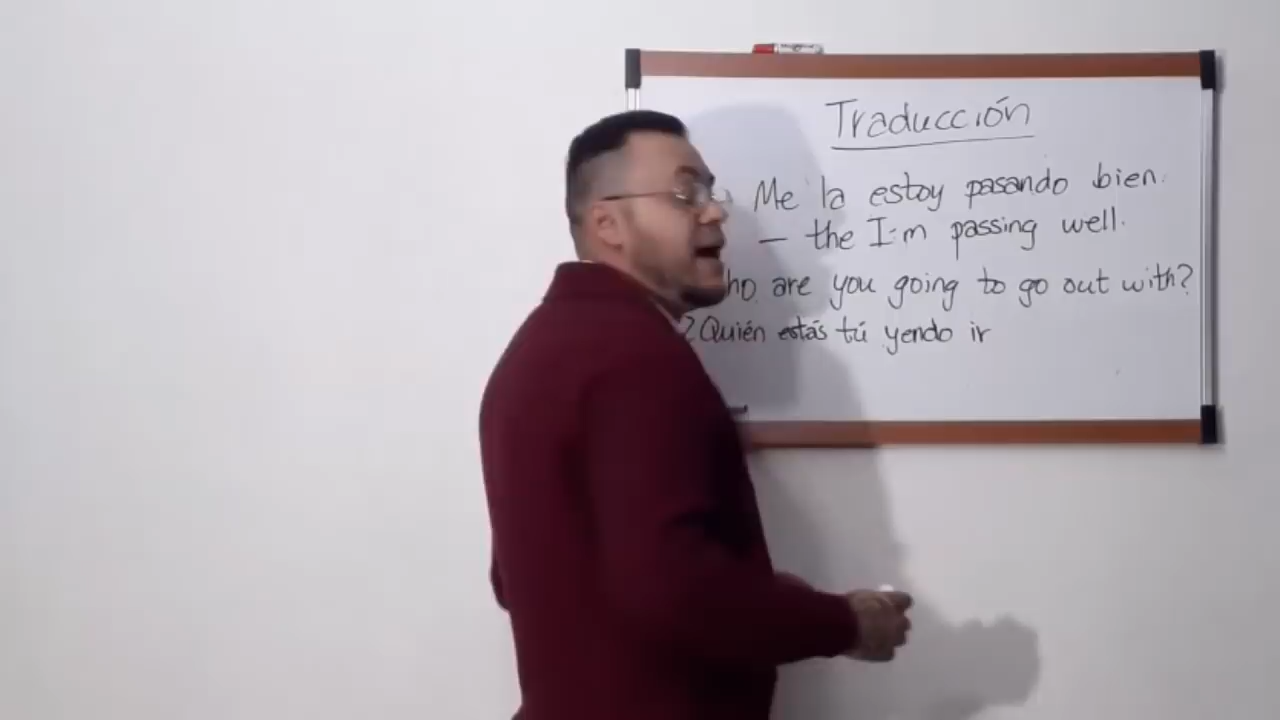 Traducción
Me la estoy pasando bien.
— the I'm passing well.
ho are you going to go out with?
¿Quién estás tú yendo ir